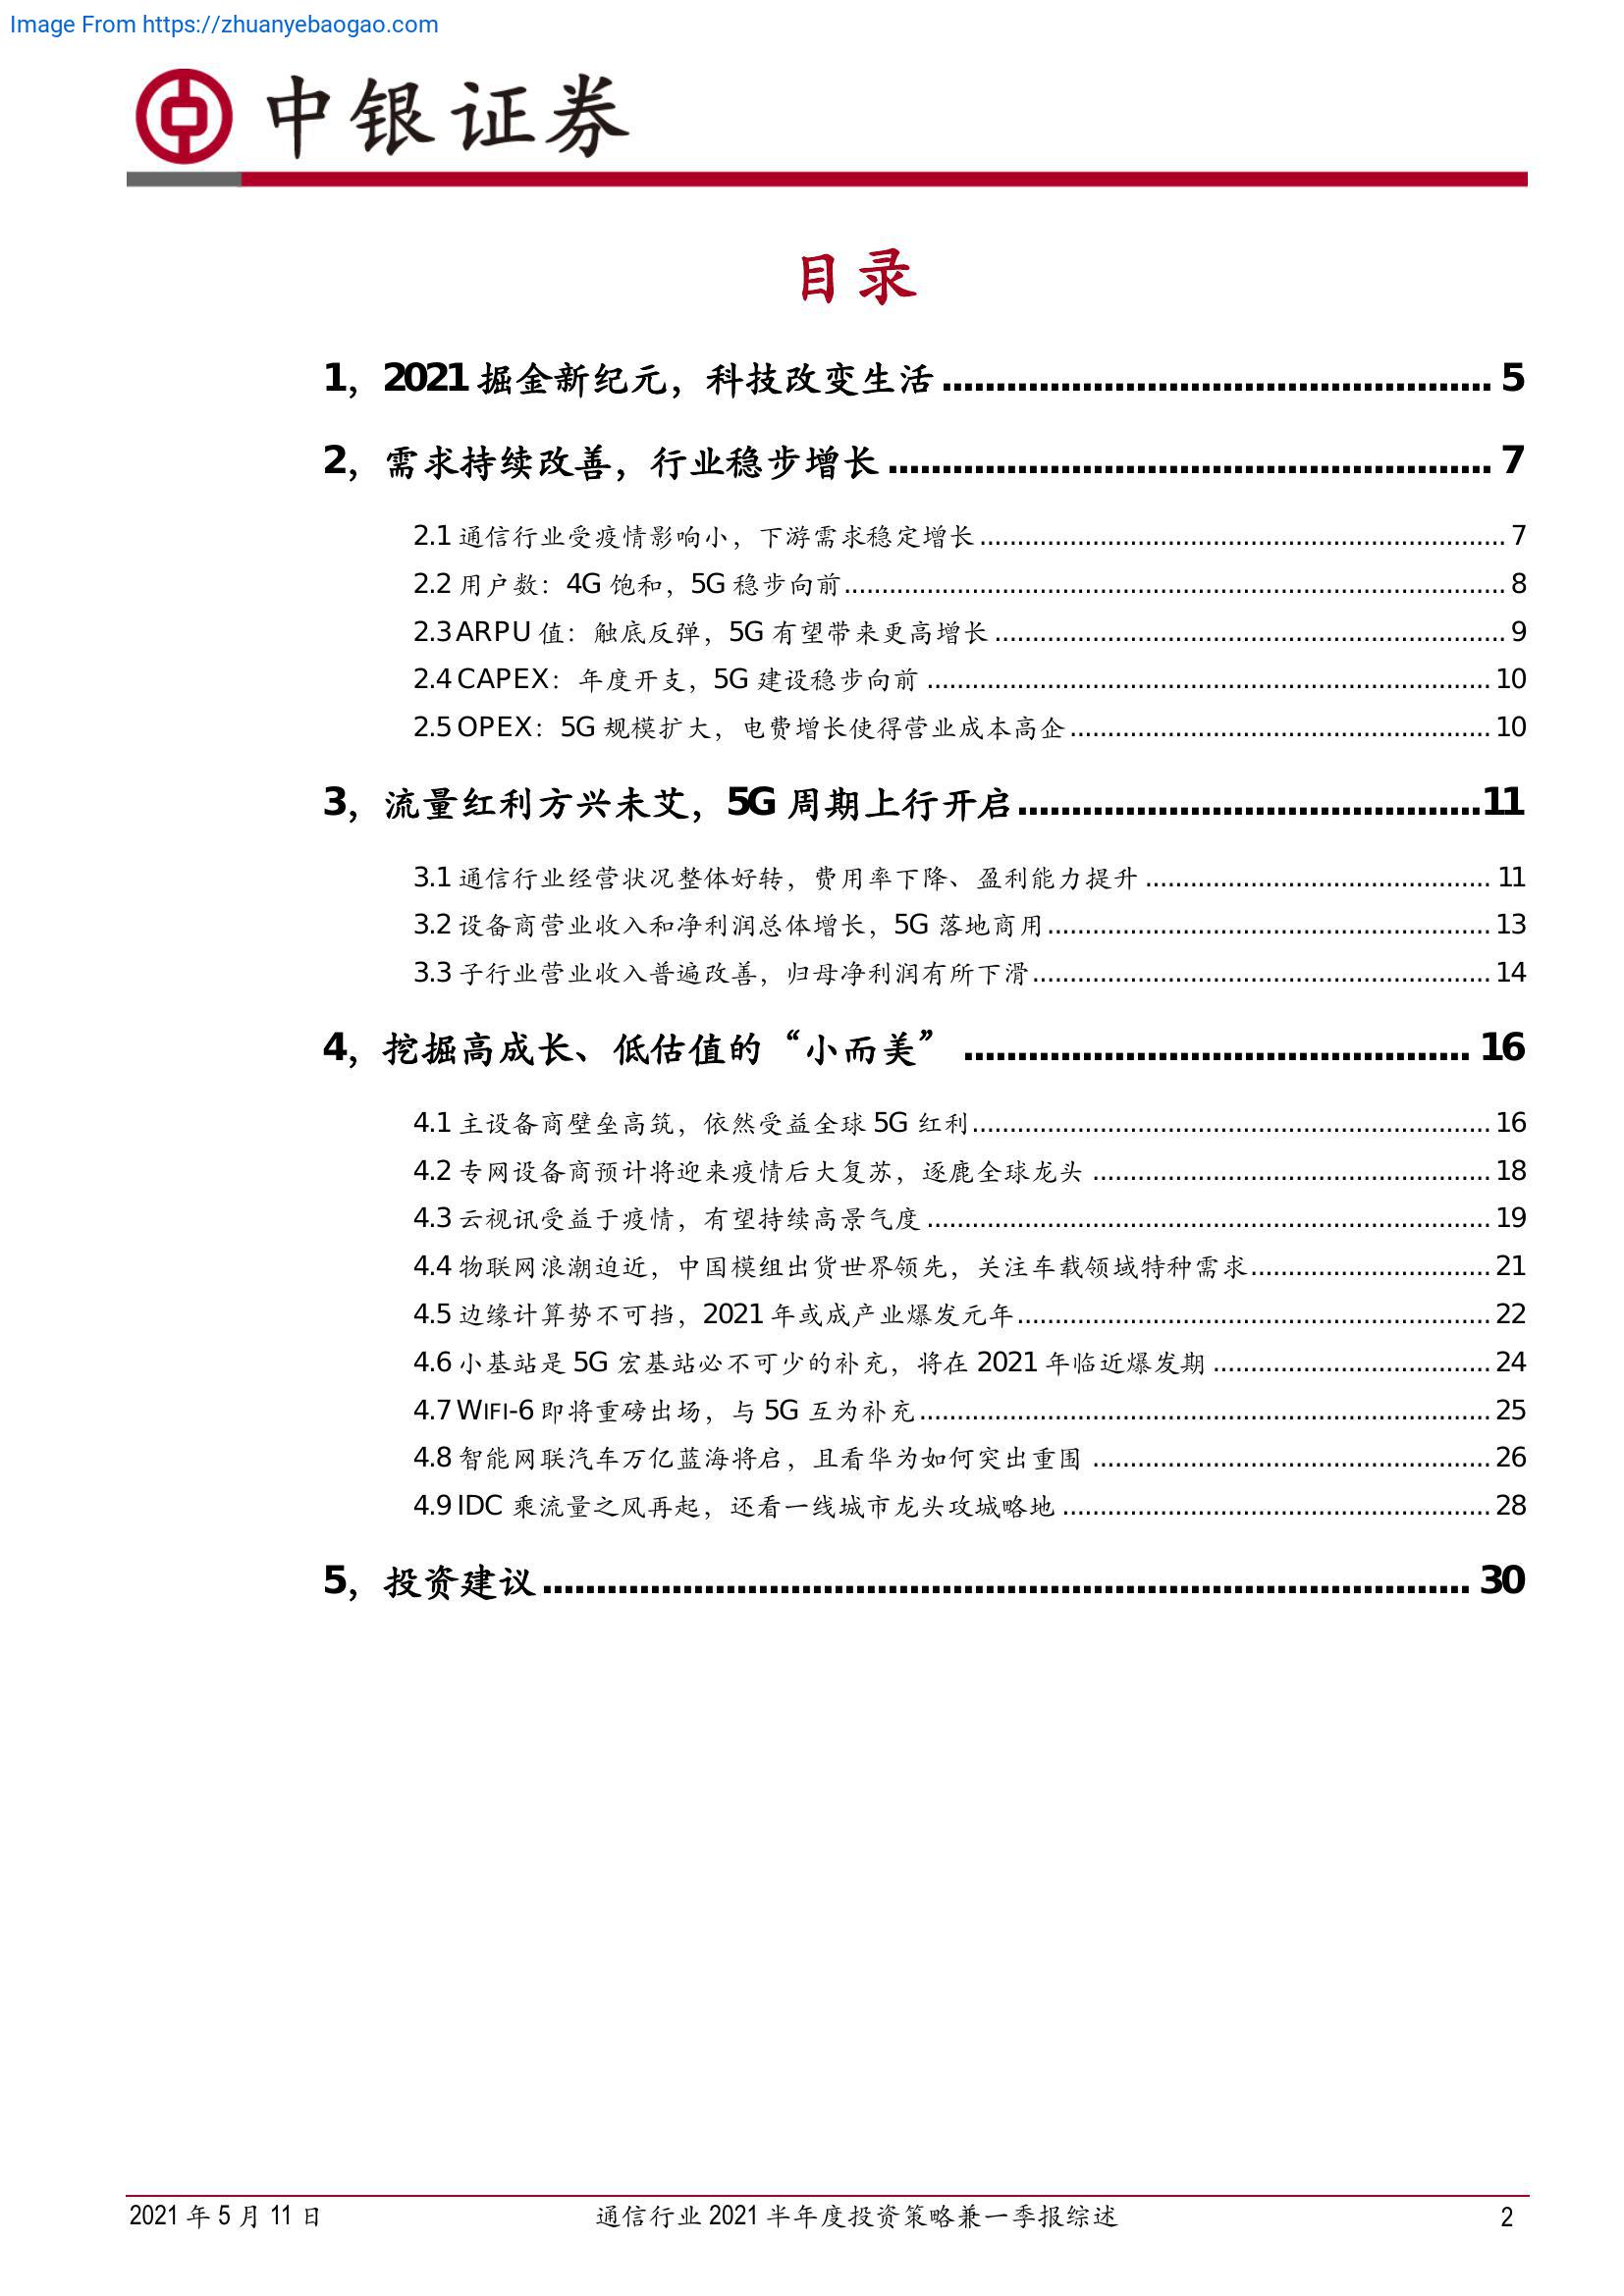 Image From https://zhuanyebaogao.com
中银证券
目录
1，2021 掘金新纪元，科技改变生活 ........................................................ 5
2，需求持续改善，行业稳步增长 ........................................................ 7
2.1 通信行业受疫情影响小，下游需求稳定增长 ........................................................ 7
2.2 用户数：4G 饱和，5G 稳步向前 ........................................................ 8
2.3 ARPU 值：触底反弹，5G 有望带来更高增长 ........................................................ 9
2.4 CAPEX：年度开支，5G 建设稳步向前 ........................................................ 10
2.5 OPEX：5G 规模扩大，电费增长使得营业成本高企 ........................................................ 10
3，流量红利方兴未艾，5G 周期上行开启 ........................................................ 11
3.1 通信行业经营状况整体好转，费用率下降、盈利能力提升 ........................................................ 11
3.2 设备商营业收入和净利润总体增长，5G 落地商用 ........................................................ 13
3.3 子行业营业收入普遍改善，归母净利润有所下滑 ........................................................ 14
4，挖掘高成长、低估值的“小而美” ........................................................ 16
4.1 主设备商壁垒高筑，依然受益全球 5G 红利 ........................................................ 16
4.2 专网设备商预计将迎来疫情后大复苏，逐鹿全球龙头 ........................................................ 18
4.3 云视讯受益于疫情，有望持续高景气度 ........................................................ 19
4.4 物联网浪潮迫近，中国模组出货世界领先，关注车载领域特种需求 ........................................................ 21
4.5 边缘计算势不可挡，2021 年或成产业爆发元年 ........................................................ 22
4.6 小基站是 5G 宏基站必不可少的补充，将在 2021 年临近爆发期 ........................................................ 24
4.7 WIFI-6 即将重磅出场，与 5G 互为补充 ........................................................ 25
4.8 智能网联汽车万亿蓝海将启，且看华为如何突出重围 ........................................................ 26
4.9 IDC 乘流量之风再起，还看一线城市龙头攻城略地 ........................................................ 28
5，投资建议 ........................................................ 30
2021 年 5 月 11 日 通信行业 2021 半年度投资策略兼一季报综述 2